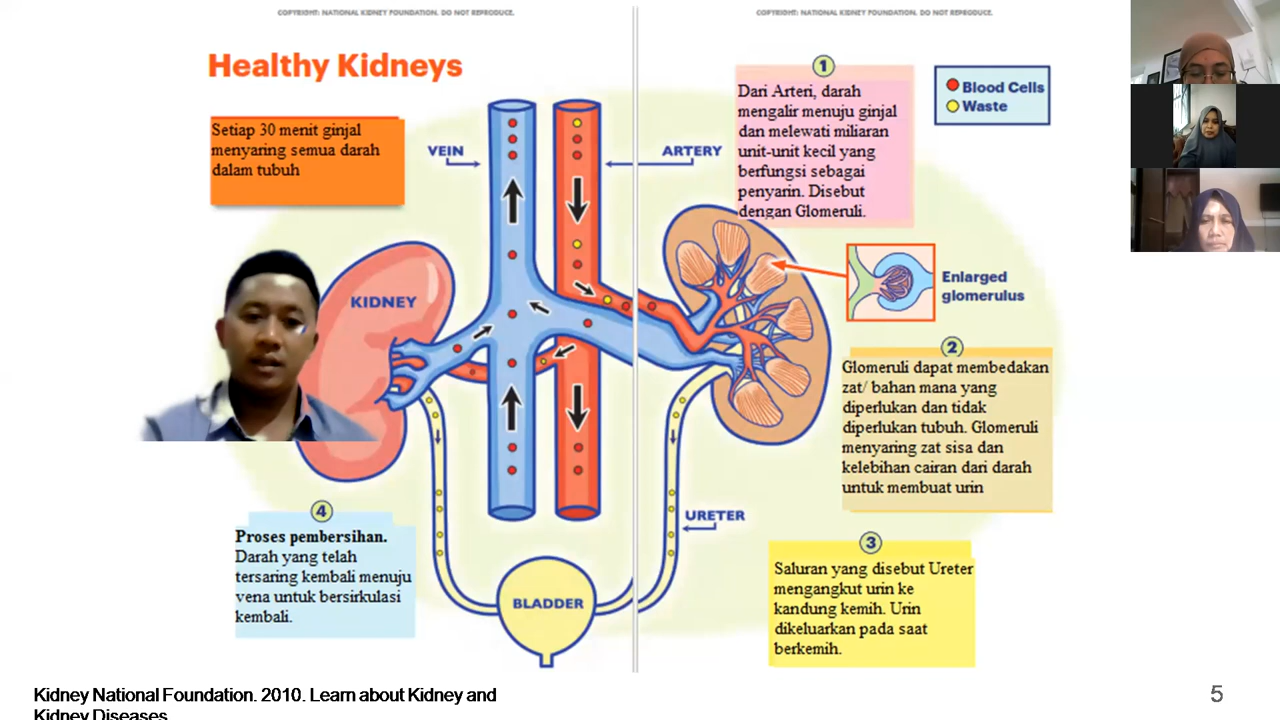 COPYRIGHT: NATIONAL KIDNEY FOUNDATION. DO NOT REPRODUCE.
COPYRIGHT: NATIONAL KIDNEY FOUNDATION. DO NOT REPRODUCE.
Healthy Kidneys
Setiap 30 menit ginjal
menyaring semua darah
dalam tubuh
VEIN
ARTERY
1
Dari Arteri, darah
mengalir menuju ginjal
dan melewati miliaran
unit-unit kecil yang
berfungsi sebagai
penyarin. Disebut
dengan Glomeruli.
Blood Cells
Waste
KIDNEY
Enlarged
glomerulus
2
Glomeruli dapat membedakan
zat/ bahan mana yang
diperlukan dan tidak
diperlukan tubuh. Glomeruli
menyaring zat sisa dan
kelebihan cairan dari darah
untuk membuat urin
URETER
3
Saluran yang disebut Ureter
mengangkut urin ke
kandung kemih. Urin
dikeluarkan pada saat
berkemih.
4
Proses pembersihan.
Darah yang telah
tersaring kembali menuju
vena untuk bersirkulasi
kembali.
BLADDER
Kidney National Foundation. 2010. Learn about Kidney and
Kidney Diseases
5